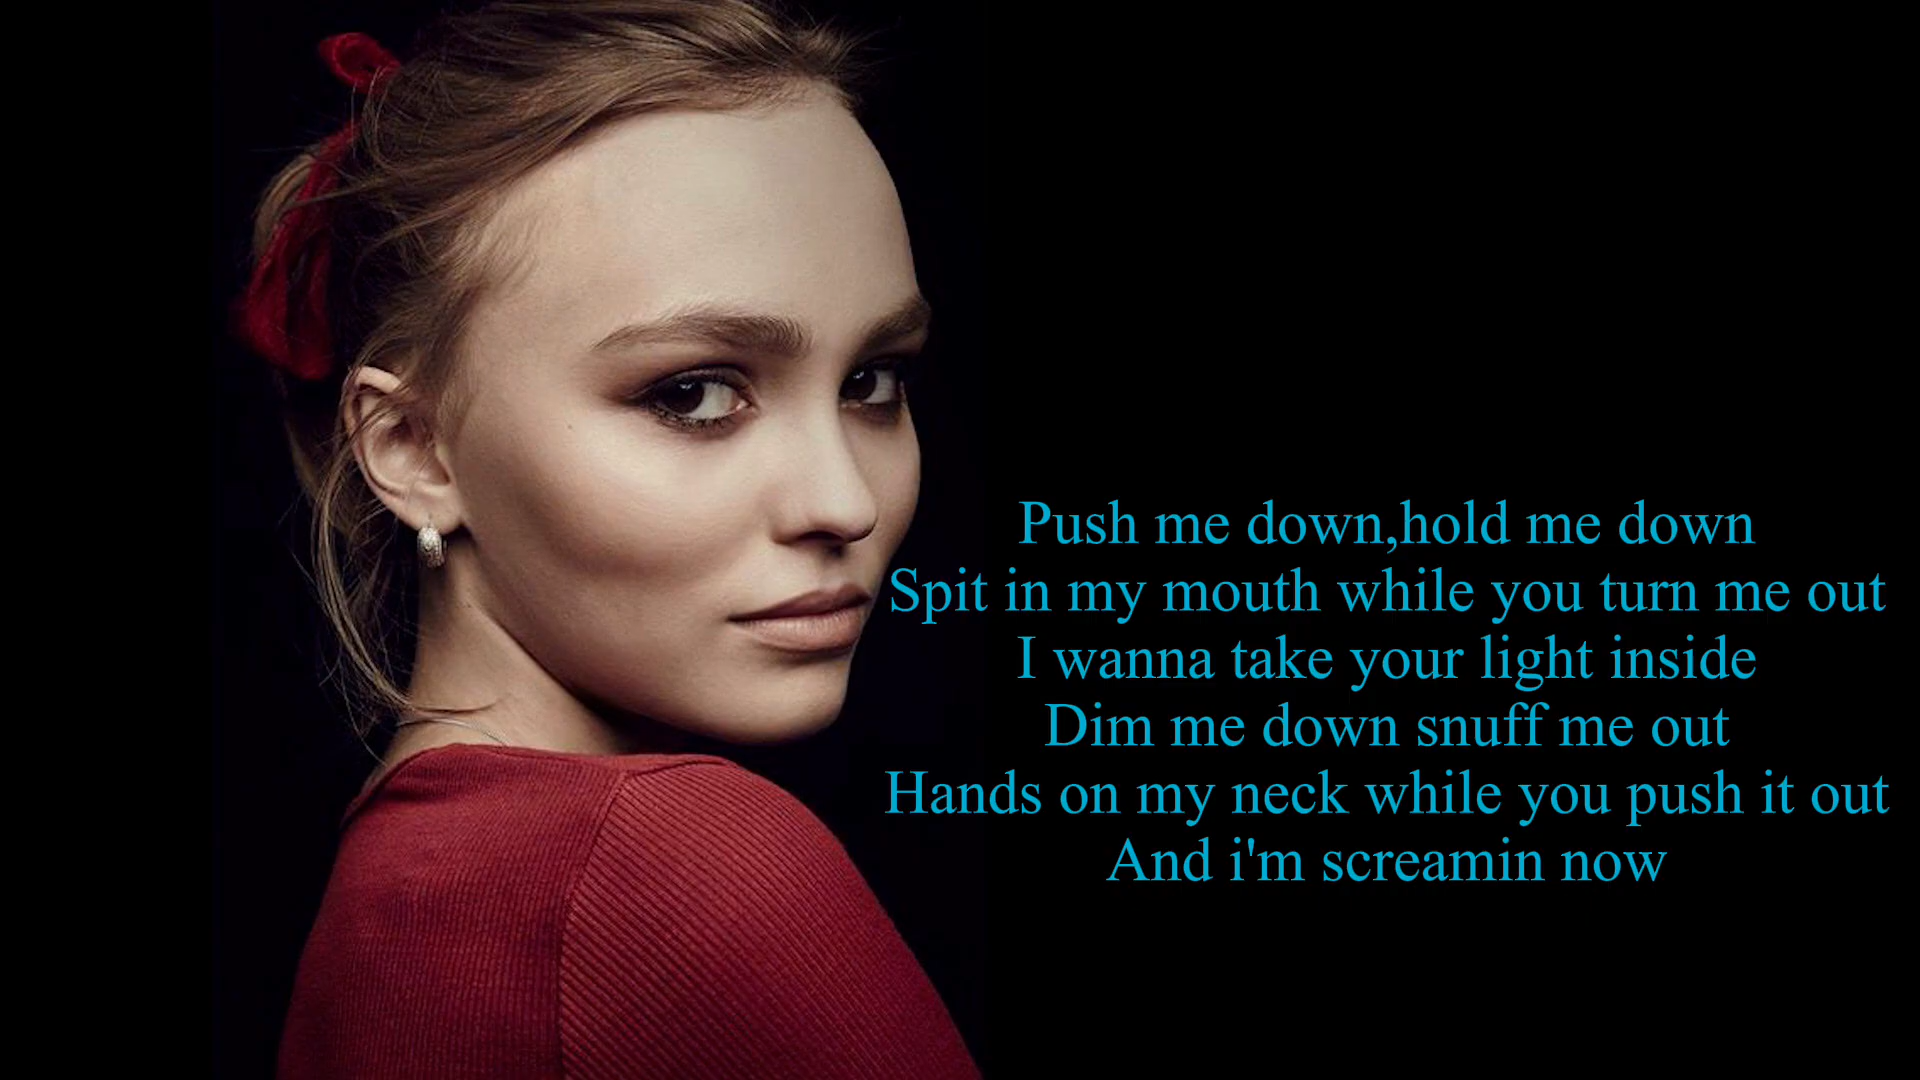 Push me down,hold me down
Spit in my mouth while you turn me out
I wanna take your light inside
Dim me down snuff me out
Hands on my neck while you push it out
And i'm screamin now